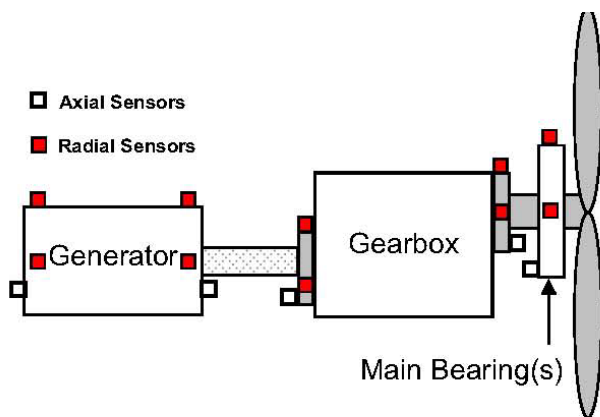 Axial Sensors
Radial Sensors
Generator
Gearbox
Main Bearing(s)